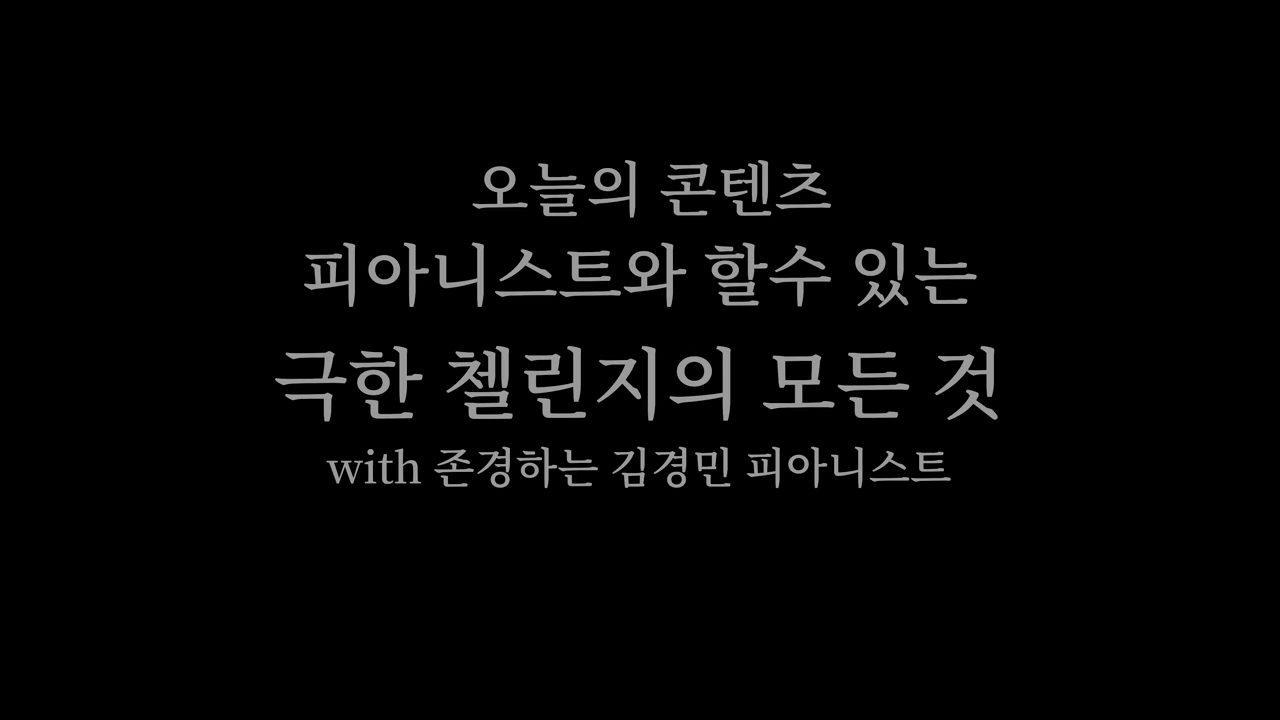 오늘의 콘텐츠
피아니스트와 할수 있는
극한 첼린지의 모든 것
with 존경하는 김경민 피아니스트